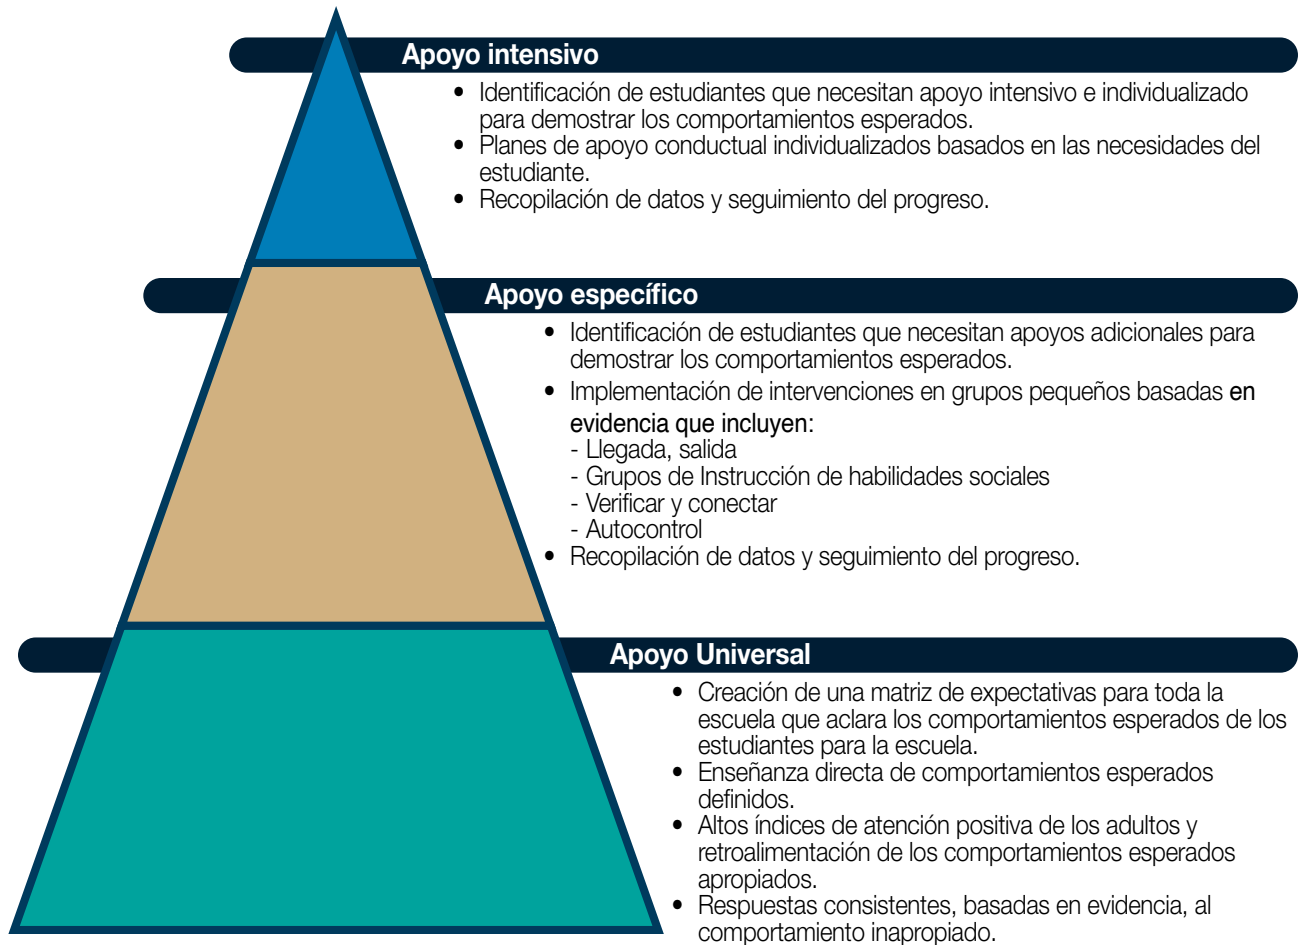 Apoyo intensivo
• Identificación de estudiantes que necesitan apoyo intensivo e individualizado
para demostrar los comportamientos esperados.
• Planes de apoyo conductual individualizados basados en las necesidades del
estudiante.
• Recopilación de datos y seguimiento del progreso.
Apoyo específico
• Identificación de estudiantes que necesitan apoyos adicionales para
demostrar los comportamientos esperados.
• Implementación de intervenciones en grupos pequeños basadas en
evidencia que incluyen:
- Llegada, salida
- Grupos de Instrucción de habilidades sociales
- Verificar y conectar
- Autocontrol
• Recopilación de datos y seguimiento del progreso.
Apoyo Universal
• Creación de una matriz de expectativas para toda la
escuela que aclara los comportamientos esperados de los
estudiantes para la escuela.
• Enseñanza directa de comportamientos esperados
definidos.
• Altos índices de atención positiva de los adultos y
retroalimentación de los comportamientos esperados
apropiados.
• Respuestas consistentes, basadas en evidencia, al
comportamiento inapropiado.